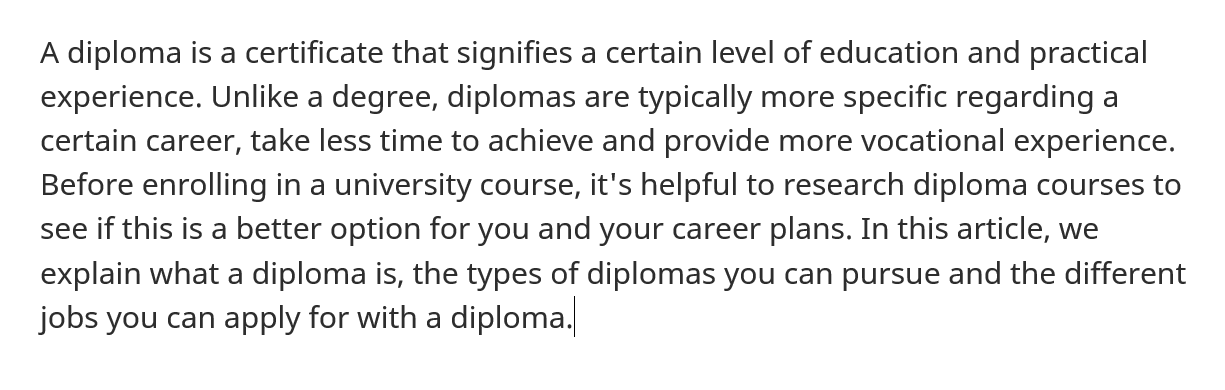 A diploma is a certificate that signifies a certain level of education and practical
experience. Unlike a degree, diplomas are typically more specific regarding a
certain career, take less time to achieve and provide more vocational experience.
Before enrolling in a university course, it's helpful to research diploma courses to
see if this is a better option for you and your career plans. In this article, we
explain what a diploma is, the types of diplomas you can pursue and the different
jobs you can apply for with a diploma.